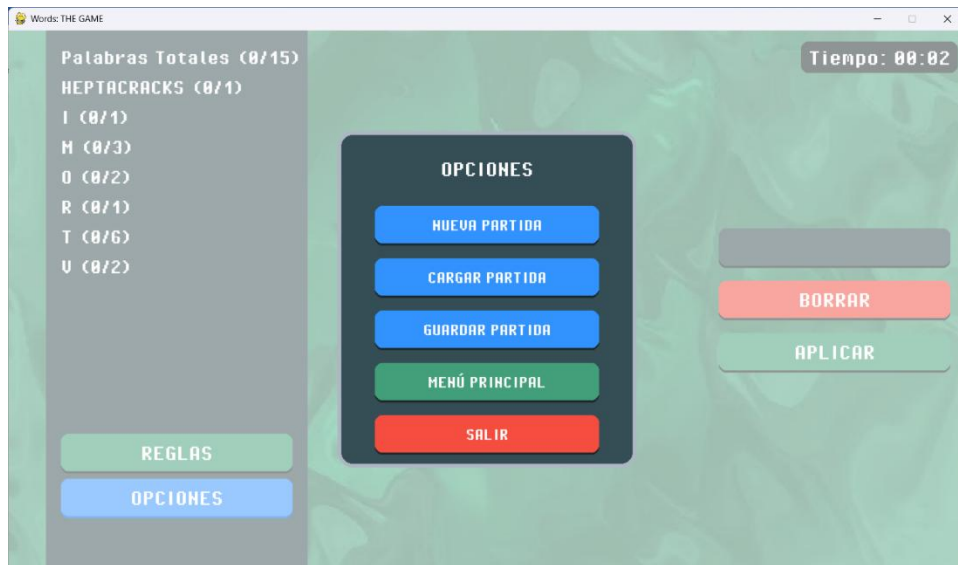 Words: THE GAME
Palabras Totales (0/15)
HEPTACRACKS (0/1)
I (0/1)
M (0/3)
O (0/2)
R (0/1)
T (0/6)
V (0/2)
REGLAS
OPCIONES
OPCIONES
NUEVA PARTIDA
CARGAR PARTIDA
GUARDAR PARTIDA
MENÚ PRINCIPAL
SALIR
Tiempo: 00:02
BORRAR
APLICAR